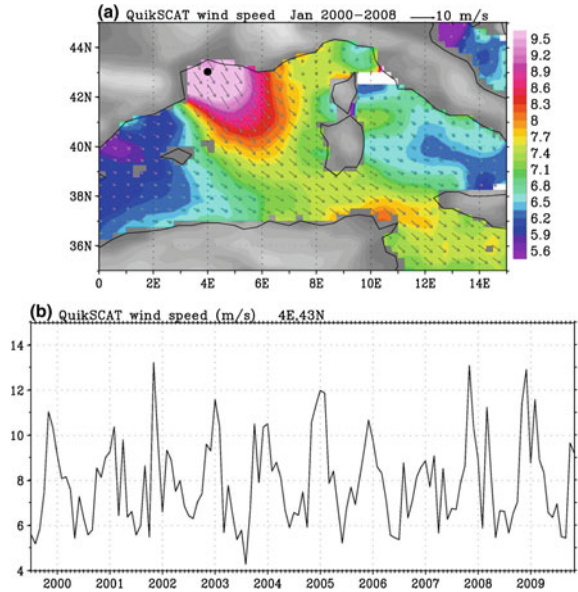 (a) QuikSCAT wind speed Jan 2000-2008 10 m/s
44N
42N
40N
38N
36N
0 2E 4E 6E 8E 10E 12E 15E
9.5
9.2
8.9
8.6
8.3
8
7.7
7.4
7.1
6.8
6.5
6.2
5.9
5.6
(b) QuikSCAT wind speed (m/s) 4E,43N
14
12
10
8
6
4
2000 2001 2002 2003 2004 2005 2006 2007 2008 2009